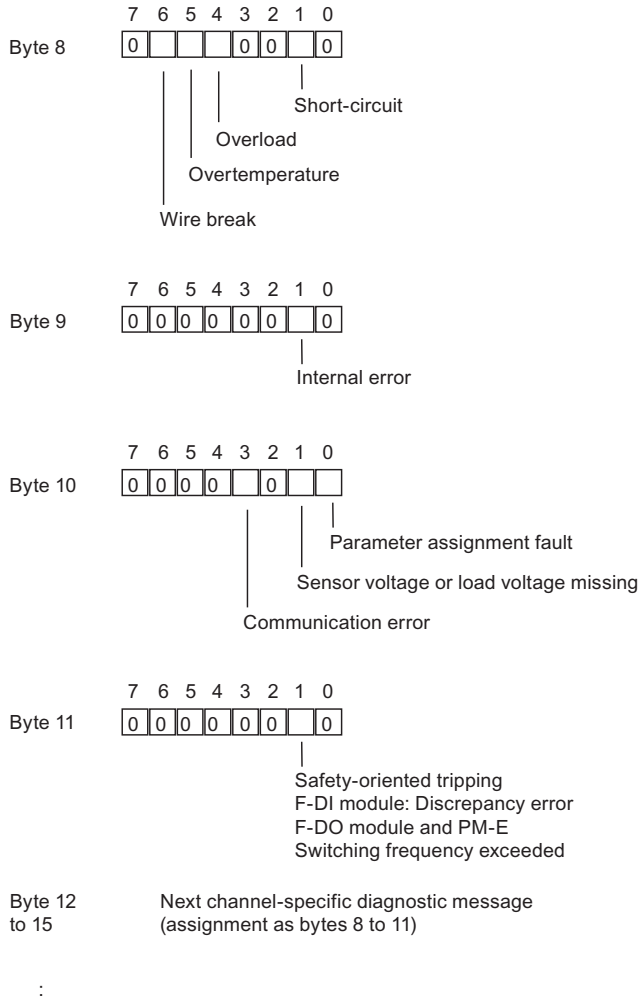 7 6 5 4 3 2 1 0
Byte 8 0 0 0 0
Short-circuit
Overload
Overtemperature
Wire break
7 6 5 4 3 2 1 0
Byte 9 0 0 0 0 0 0 0
Internal error
7 6 5 4 3 2 1 0
Byte 10 0 0 0 0 0
Parameter assignment fault
Sensor voltage or load voltage missing
Communication error
7 6 5 4 3 2 1 0
Byte 11 0 0 0 0 0 0 0
Safety-oriented tripping
F-DI module: Discrepancy error
F-DO module and PM-E
Switching frequency exceeded
Byte 12 Next channel-specific diagnostic message
to 15 (assignment as bytes 8 to 11)
: